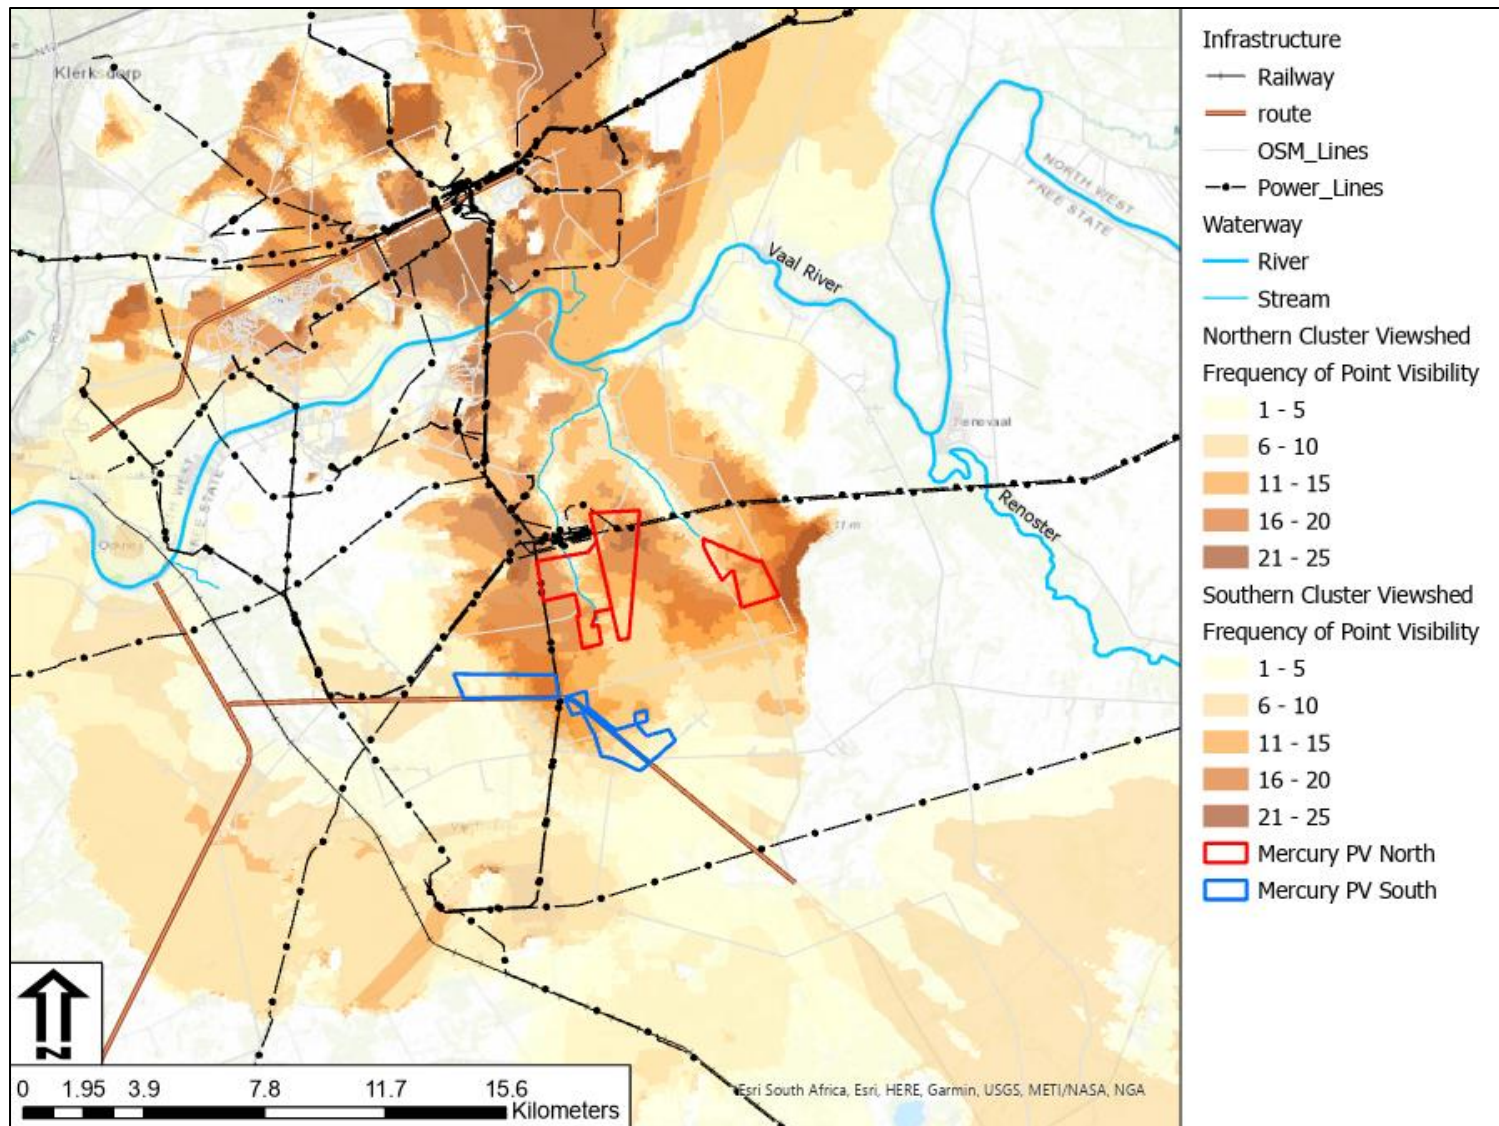 Klerksdorp
NORTH WEST
FREE STATE
Vaal River
Renoster
NORTH WEST
FREE STATE
0 1.95 3.9 7.8 11.7 15.6
Kilometers
Esri South Africa, Esri, HERE, Garmin, USGS, METI/NASA, NGA
Infrastructure
Railway
route
OSM_Lines
Power_Lines
Waterway
River
Stream
Northern Cluster Viewshed
Frequency of Point Visibility
1 - 5
6 - 10
11 - 15
16 - 20
21 - 25
Southern Cluster Viewshed
Frequency of Point Visibility
1 - 5
6 - 10
11 - 15
16 - 20
21 - 25
Mercury PV North
Mercury PV South